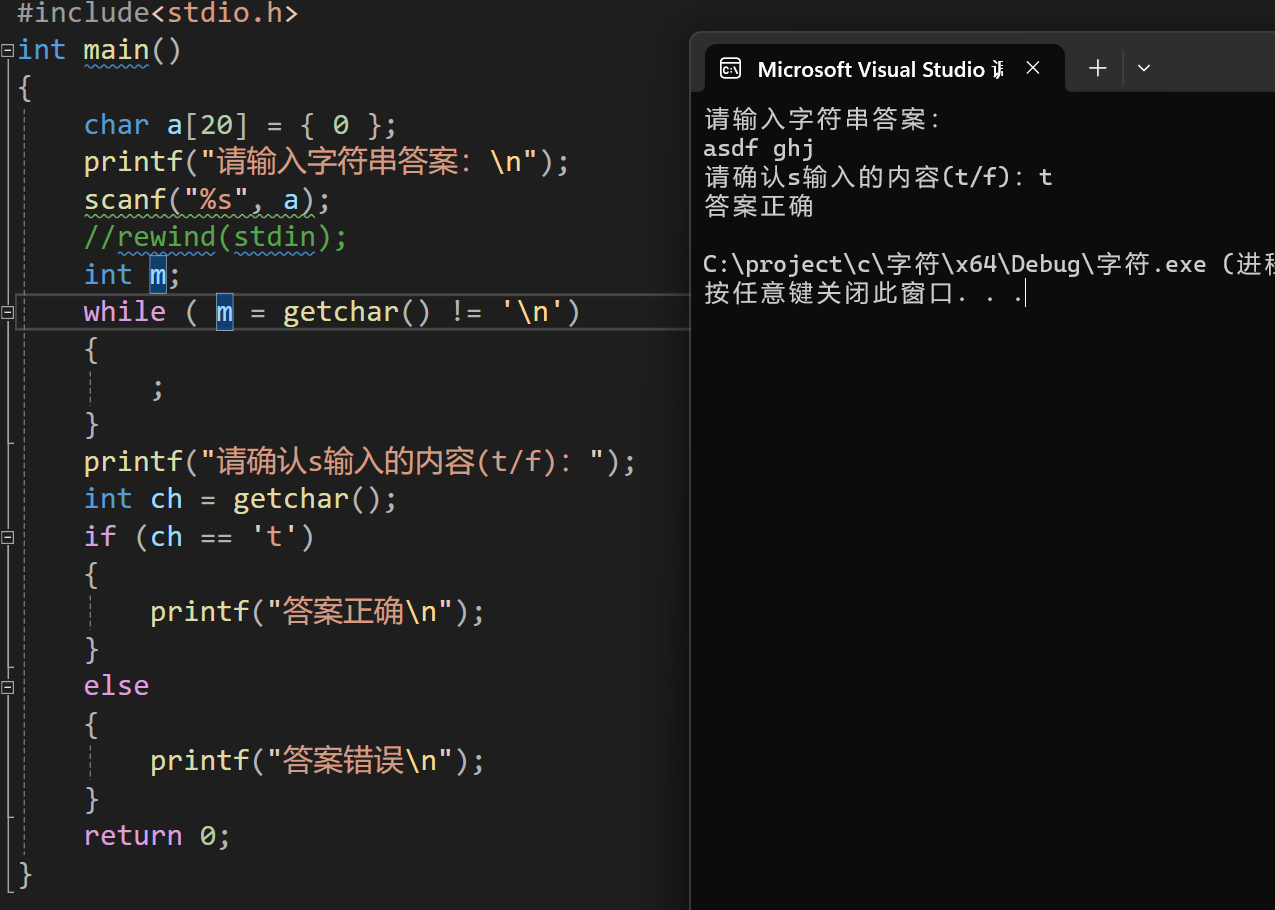 #include<stdio.h>
int main()
{
char a[20] = { 0 };
printf("请输入字符串答案：\n");
scanf("%s", a);
//rewind(stdin);
int m;
while ( m = getchar() != '\n')
{
;
}
printf("请确认s输入的内容(t/f)：");
int ch = getchar();
if (ch == 't')
{
printf("答案正确\n");
}
else
{
printf("答案错误\n");
}
return 0;
}
Microsoft Visual Studio
请输入字符串答案：
asdf ghj
请确认s输入的内容(t/f)：t
答案正确
C:\project\c\字符\x64\Debug\字符.exe（进程
按任意键关闭此窗口. . .